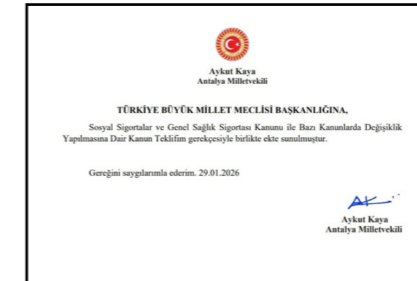 Aykut Kaya
Antalya Milletvekili
TÜRKİYE BÜYÜK MİLLET MECLİSİ BAŞKANLIĞINA,
Sosyal Sigortalar ve Genel Sağlık Sigortası Kanunu ile Bazı Kanunlarda Değişiklik
Yapılmasına Dair Kanun Teklifim gerekçesiyle birlikte ekte sunulmuştur.
Gereğini saygılarımla ederim. 29.01.2026
Aykut Kaya
Antalya Milletvekili